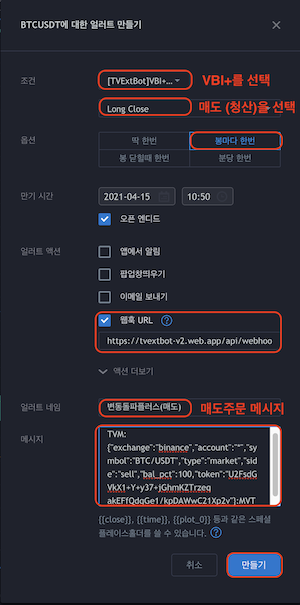 BTCUSDT에 대한 얼러트 만들기
조건
[TVExtBot]VBI+...
VBI+를 선택
Long Close
매도 (청산)을 선택
옵션
딱 한번
봉마다 한번
봉 닫힐때 한번
분당 한번
만기 시간
2021-04-15
10:50
오픈 엔디드
얼러트 액션
앱에서 알림
팝업창띄우기
이메일 보내기
웹훅 URL
https://tvextbot-v2.web.app/api/webhoo
액션 더보기
얼러트 네임
변동돌파플러스(매도)
매도주문 메시지
메시지
TVM:
{"exchange":"binance","account":"*","sy
mbol":"BTC/USDT","type":"market","sid
e":"sell","bal_pct":100,"token":"U2FsdG
VkX1+Y+y37+jGhmKZTrzeq
akEFfQdqGe1/kpDAWwC21Xp2v"}:MVT
{{close}}, {{time}}, {{plot_0}} 등과 같은 스페셜
플레이스홀더를 쓸 수 있습니다.
취소
만들기